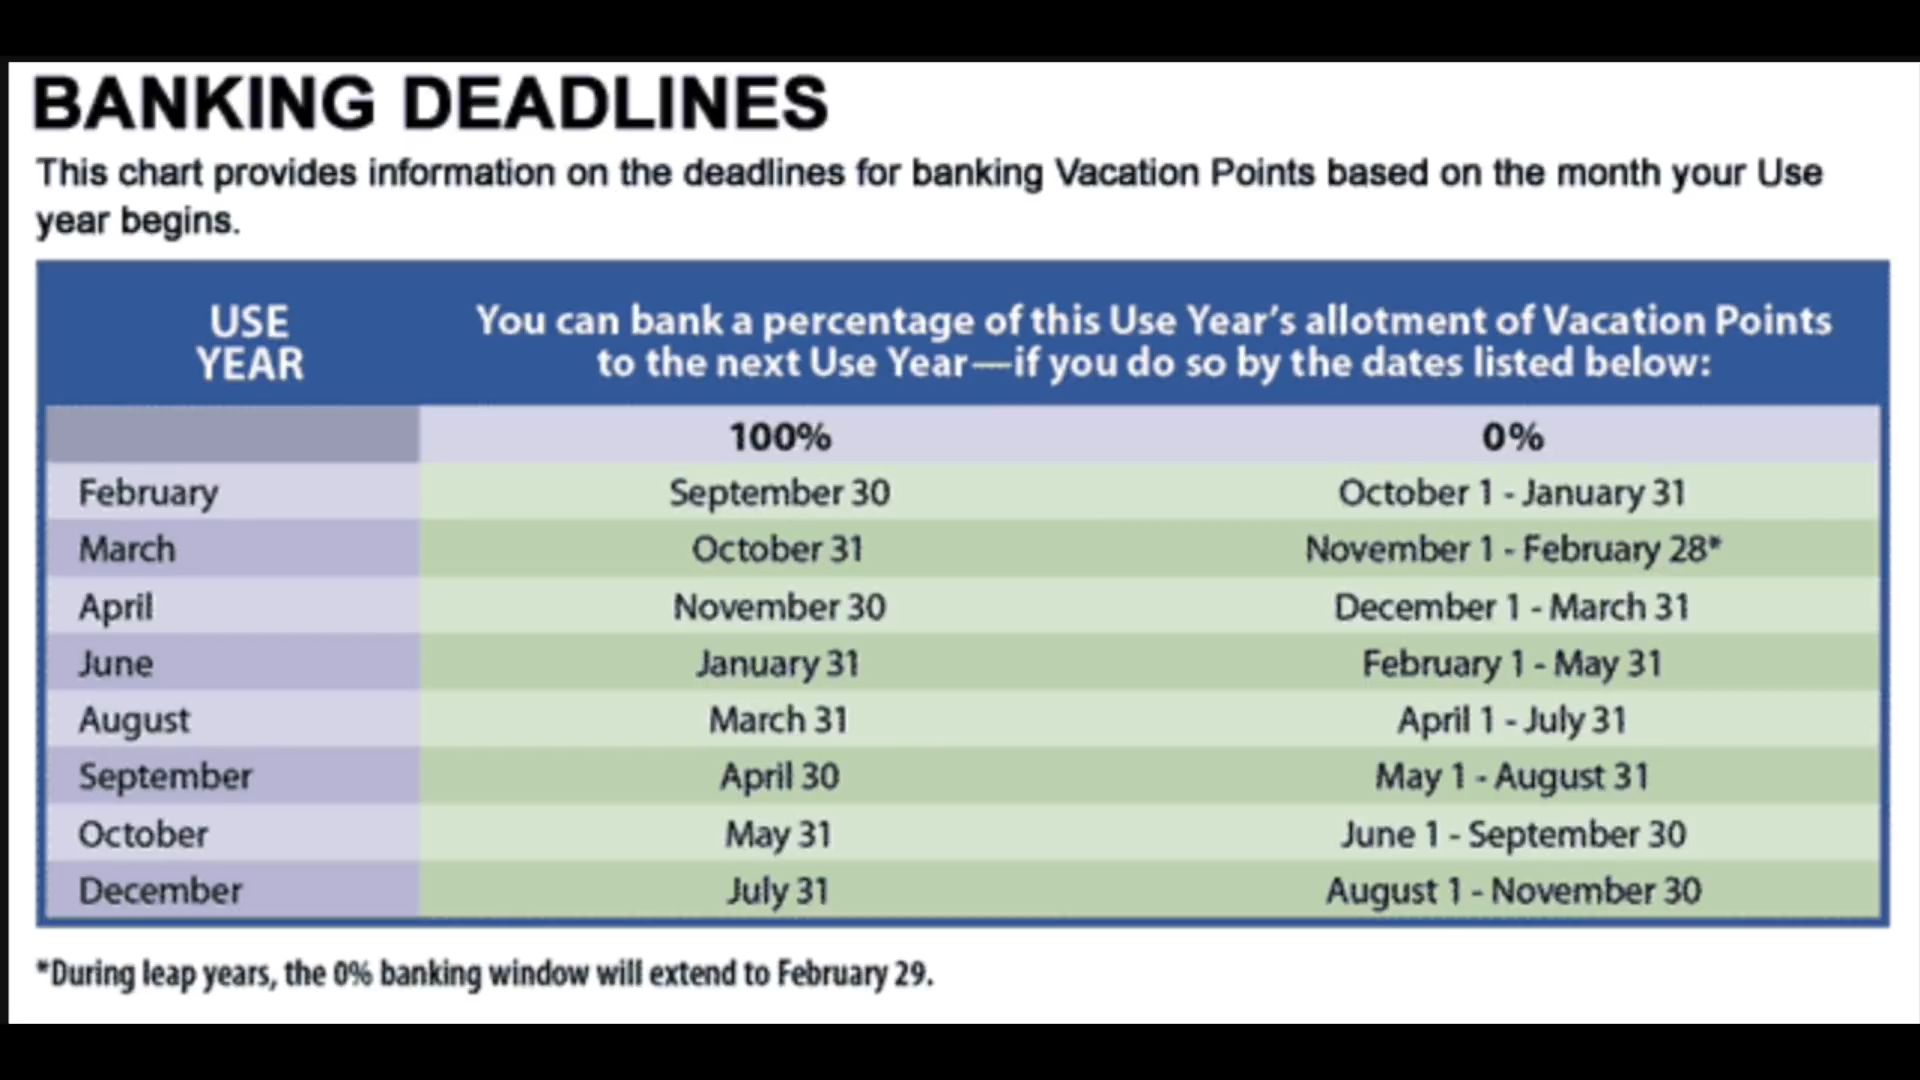 BANKING DEADLINES
This chart provides information on the deadlines for banking Vacation Points based on the month your Use
year begins.
USE
YEAR
You can bank a percentage of this Use Year's allotment of Vacation Points
to the next Use Year—if you do so by the dates listed below:
100% 0%
February September 30 October 1 - January 31
March October 31 November 1 - February 28*
April November 30 December 1 - March 31
June January 31 February 1 - May 31
August March 31 April 1 - July 31
September April 30 May 1 - August 31
October May 31 June 1 - September 30
December July 31 August 1 - November 30
*During leap years, the 0% banking window will extend to February 29.